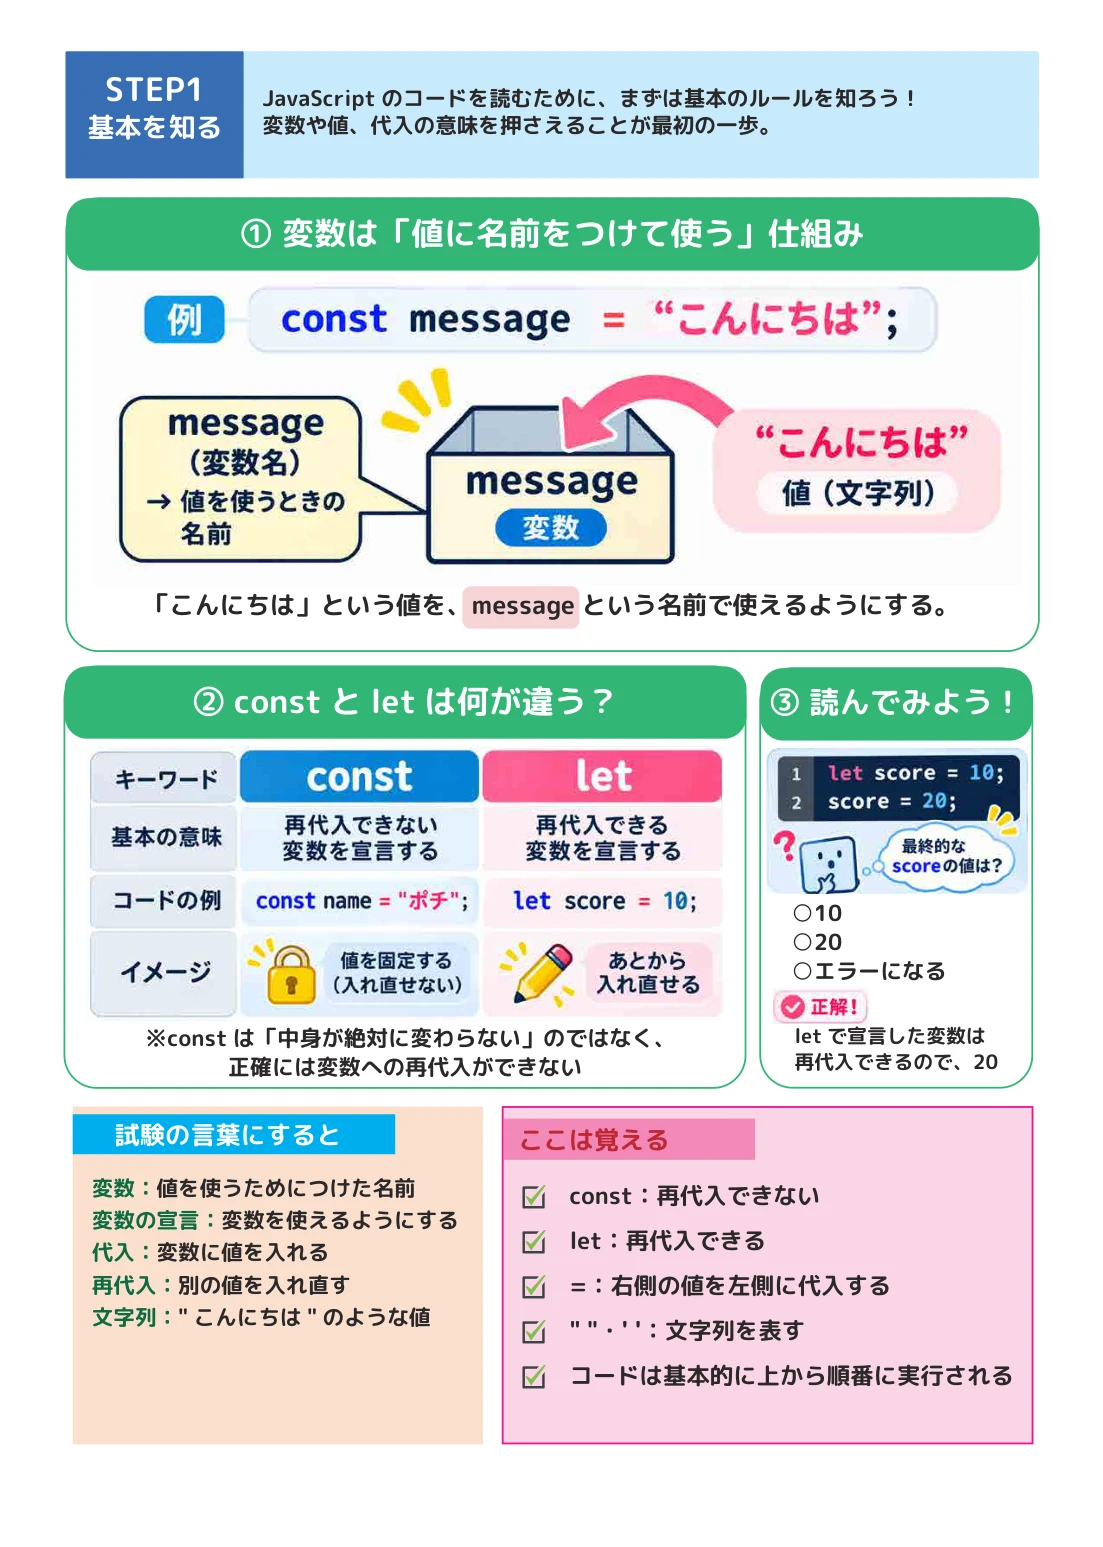 STEP1
基本を知る
JavaScript のコードを読むために、まずは基本のルールを知ろう！
変数や値、代入の意味を押さえることが最初の一歩。
① 変数は「値に名前をつけて使う」仕組み
例
const message = “こんにちは”;
message
（変数名）
→ 値を使うときの
名前
message
変数
“こんにちは”
値（文字列）
「こんにちは」という値を、message という名前で使えるようにする。
② const と let は何が違う？
キーワード const let
基本の意味
再代入できない
変数を宣言する
再代入できる
変数を宣言する
コードの例 const name = "ポチ"; let score = 10;
イメージ
値を固定する
（入れ直せない）
あとから
入れ直せる
※const は「中身が絶対に変わらない」のではなく、
正確には変数への再代入ができない
③ 読んでみよう！
1 let score = 10;
2 score = 20;
?
最終的な
scoreの値は？
○10
○20
○エラーになる
正解！
let で宣言した変数は
再代入できるので、20
試験の言葉にすると
変数：値を使うためにつけた名前
変数の宣言：変数を使えるようにする
代入：変数に値を入れる
再代入：別の値を入れ直す
文字列：" こんにちは " のような値
ここは覚える
const：再代入できない
let：再代入できる
=：右側の値を左側に代入する
" "・' '：文字列を表す
コードは基本的に上から順番に実行される